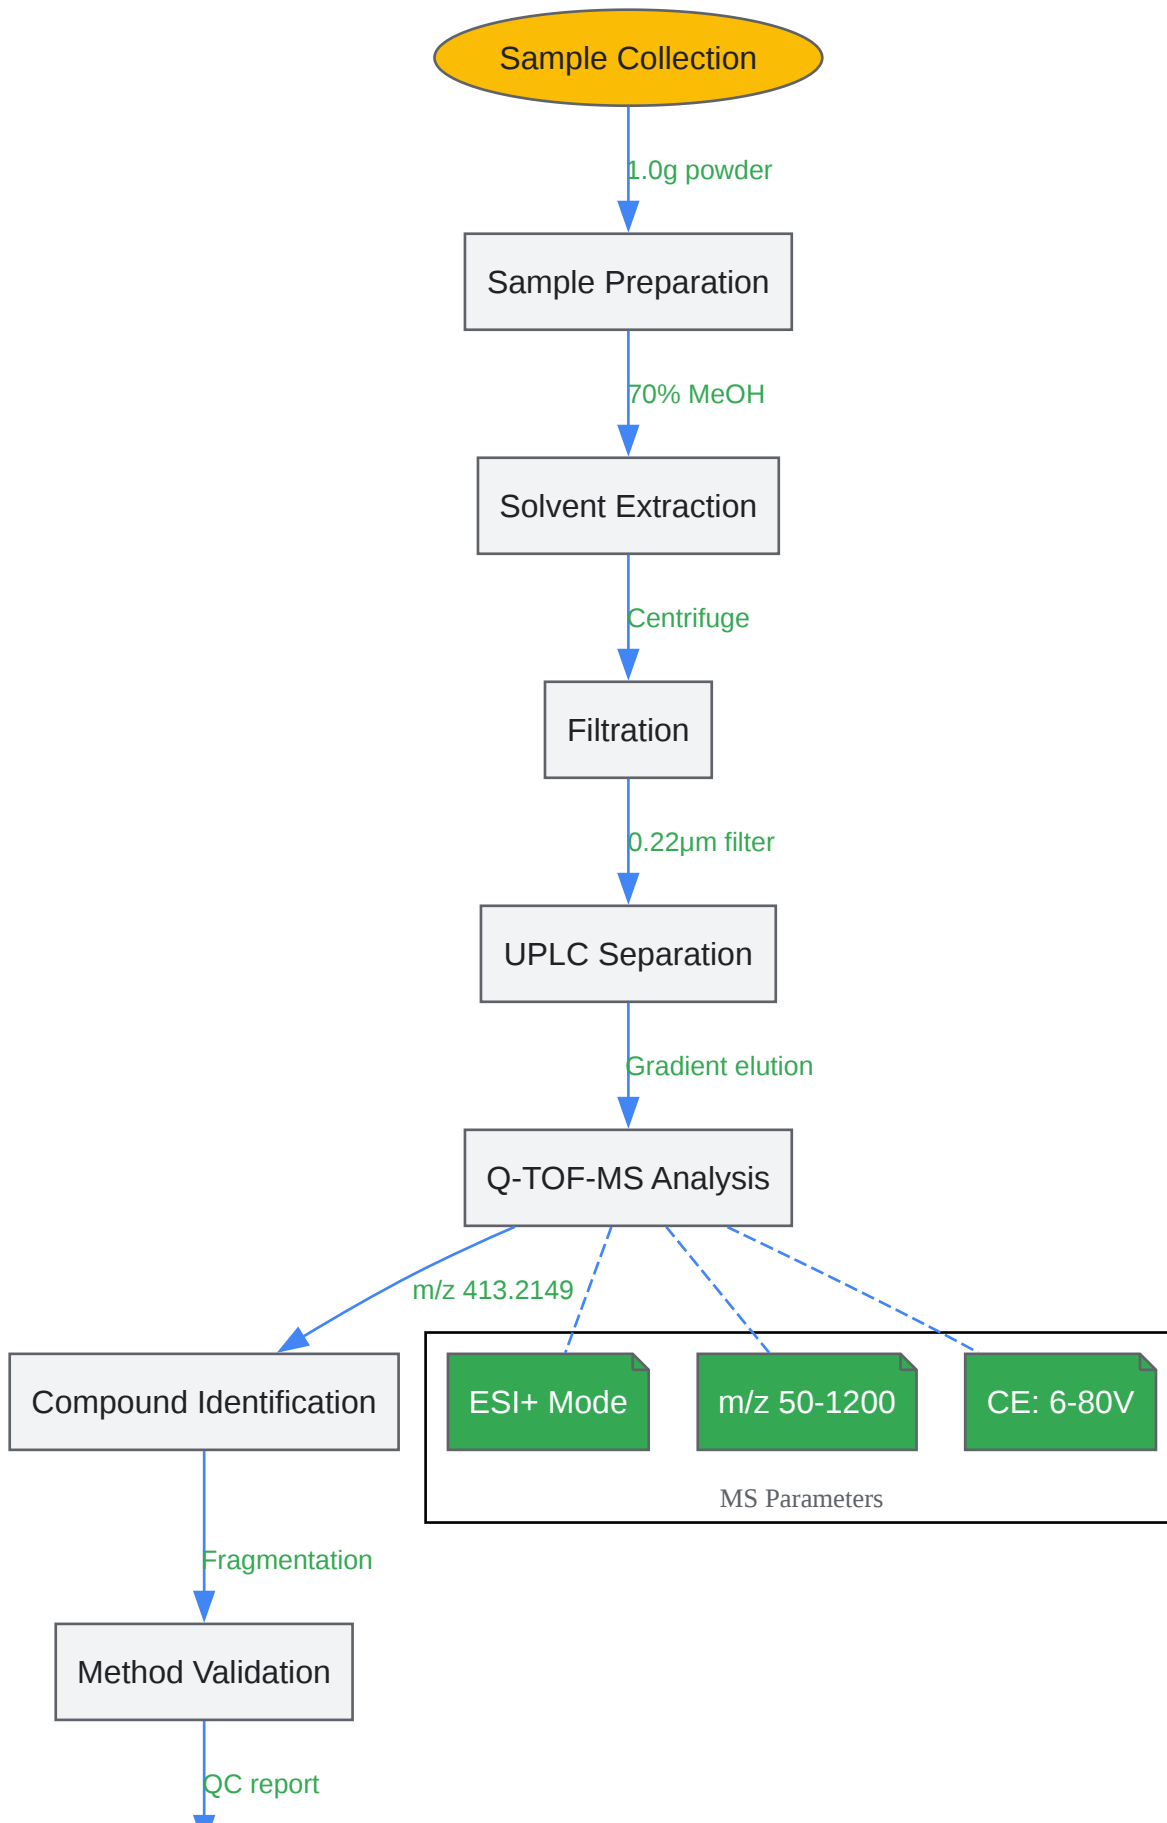 Sample Collection
1.0g powder
Sample Preparation
70% MeOH
Solvent Extraction
Centrifuge
Filtration
0.22μm filter
UPLC Separation
Gradient elution
Q-TOF-MS Analysis
m/z 413.2149
Compound Identification
ESI+ Mode
m/z 50-1200
CE: 6-80V
MS Parameters
Fragmentation
Method Validation
QC report